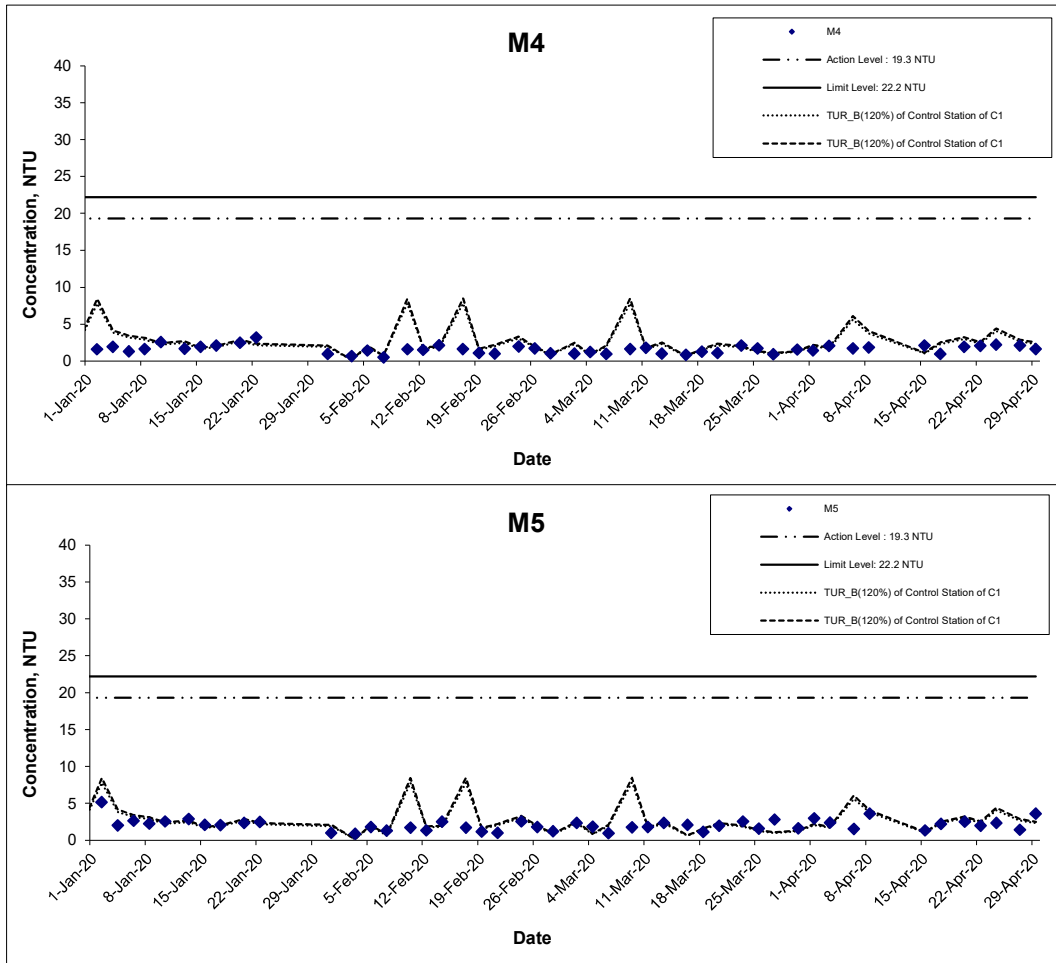 M4
M4
Action Level : 19.3 NTU
Limit Level: 22.2 NTU
TUR_B(120%) of Control Station of C1
TUR_B(120%) of Control Station of C1
Concentration, NTU
40
35
30
25
20
15
10
5
0
1-Jan-20
8-Jan-20
15-Jan-20
22-Jan-20
29-Jan-20
5-Feb-20
12-Feb-20
19-Feb-20
26-Feb-20
4-Mar-20
11-Mar-20
18-Mar-20
25-Mar-20
1-Apr-20
8-Apr-20
15-Apr-20
22-Apr-20
29-Apr-20
Date
M5
M5
Action Level : 19.3 NTU
Limit Level: 22.2 NTU
TUR_B(120%) of Control Station of C1
TUR_B(120%) of Control Station of C1
Concentration, NTU
40
35
30
25
20
15
10
5
0
1-Jan-20
8-Jan-20
15-Jan-20
22-Jan-20
29-Jan-20
5-Feb-20
12-Feb-20
19-Feb-20
26-Feb-20
4-Mar-20
11-Mar-20
18-Mar-20
25-Mar-20
1-Apr-20
8-Apr-20
15-Apr-20
22-Apr-20
29-Apr-20
Date